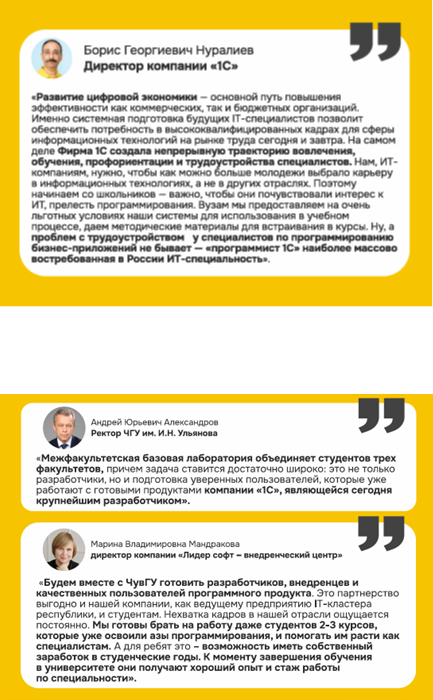 Борис Георгиевич Нуралиев
Директор компании «1С»
«Развитие цифровой экономики — основной путь повышения
эффективности как коммерческих, так и бюджетных организаций.
Именно системная подготовка будущих IT-специалистов позволит
обеспечить потребность в высококвалифицированных кадрах для сферы
информационных технологий на рынке труда сегодня и завтра. На самом
деле Фирма 1С создала непрерывную траекторию вовлечения,
обучения, профориентации и трудоустройства специалистов. Нам, ИТ-
компаниям, нужно, чтобы как можно больше молодежи выбрало карьеру
в информационных технологиях, а не в других отраслях. Поэтому
начинаем со школьников — важно, чтобы они почувствовали интерес к
ИТ, прелесть программирования. Вузам мы предоставляем на очень
льготных условиях наши системы для использования в учебном
процессе, даем методические материалы для встраивания в курсы. Ну, а
проблем с трудоустройством у специалистов по программированию
бизнес-приложений не бывает — «программист 1С» наиболее массово
востребованная в России ИТ-специальность».
Андрей Юрьевич Александров
Ректор ЧГУ им. И.Н. Ульянова
«Межфакультетская базовая лаборатория объединяет студентов трех
факультетов, причем задача ставится достаточно широко: это не только
разработчики, но и подготовка уверенных пользователей, которые уже
работают с готовыми продуктами компании «1С», являющейся сегодня
крупнейшим разработчиком».
Марина Владимировна Мандракова
директор компании «Лидер софт – внедренческий центр»
«Будем вместе с ЧувГУ готовить разработчиков, внедренцев и
качественных пользователей программного продукта. Это партнерство
выгодно и нашей компании, как ведущему предприятию IT-кластера
республики, и студентам. Нехватка кадров в нашей отрасли ощущается
постоянно. Мы готовы брать на работу даже студентов 2-3 курсов,
которые уже освоили азы программирования, и помогать им расти как
специалистам. А для ребят это – возможность иметь собственный
заработок в студенческие годы. К моменту завершения обучения
в университете они получают хороший опыт и стаж работы
по специальности».